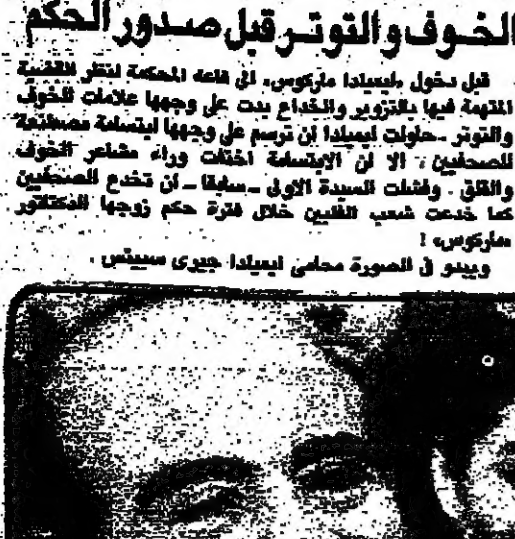 الخوف والتوتر قبل صدور الحكم
قبل دخول «ايميلدا ماركوس» الى قاعة المحكمة لنظر القضية
المتهمة فيها بالتزوير والخداع بدت على وجهها علامات الخوف
والتوتر . حاولت ايميلدا ان ترسم على وجهها ابتسامة مصطنعة
للصحفيين ، الا ان الابتسامة اختفت وراء مشاعر الخوف
والقلق . وفشلت السيدة الاولى ـ سابقا ـ ان تخدع الصحفيين
كما خدعت شعب الفلبين خلال فترة حكم زوجها الدكتاتور
«ماركوس» !
ويبدو في الصورة محامى ايميلدا جيرى سبينس .